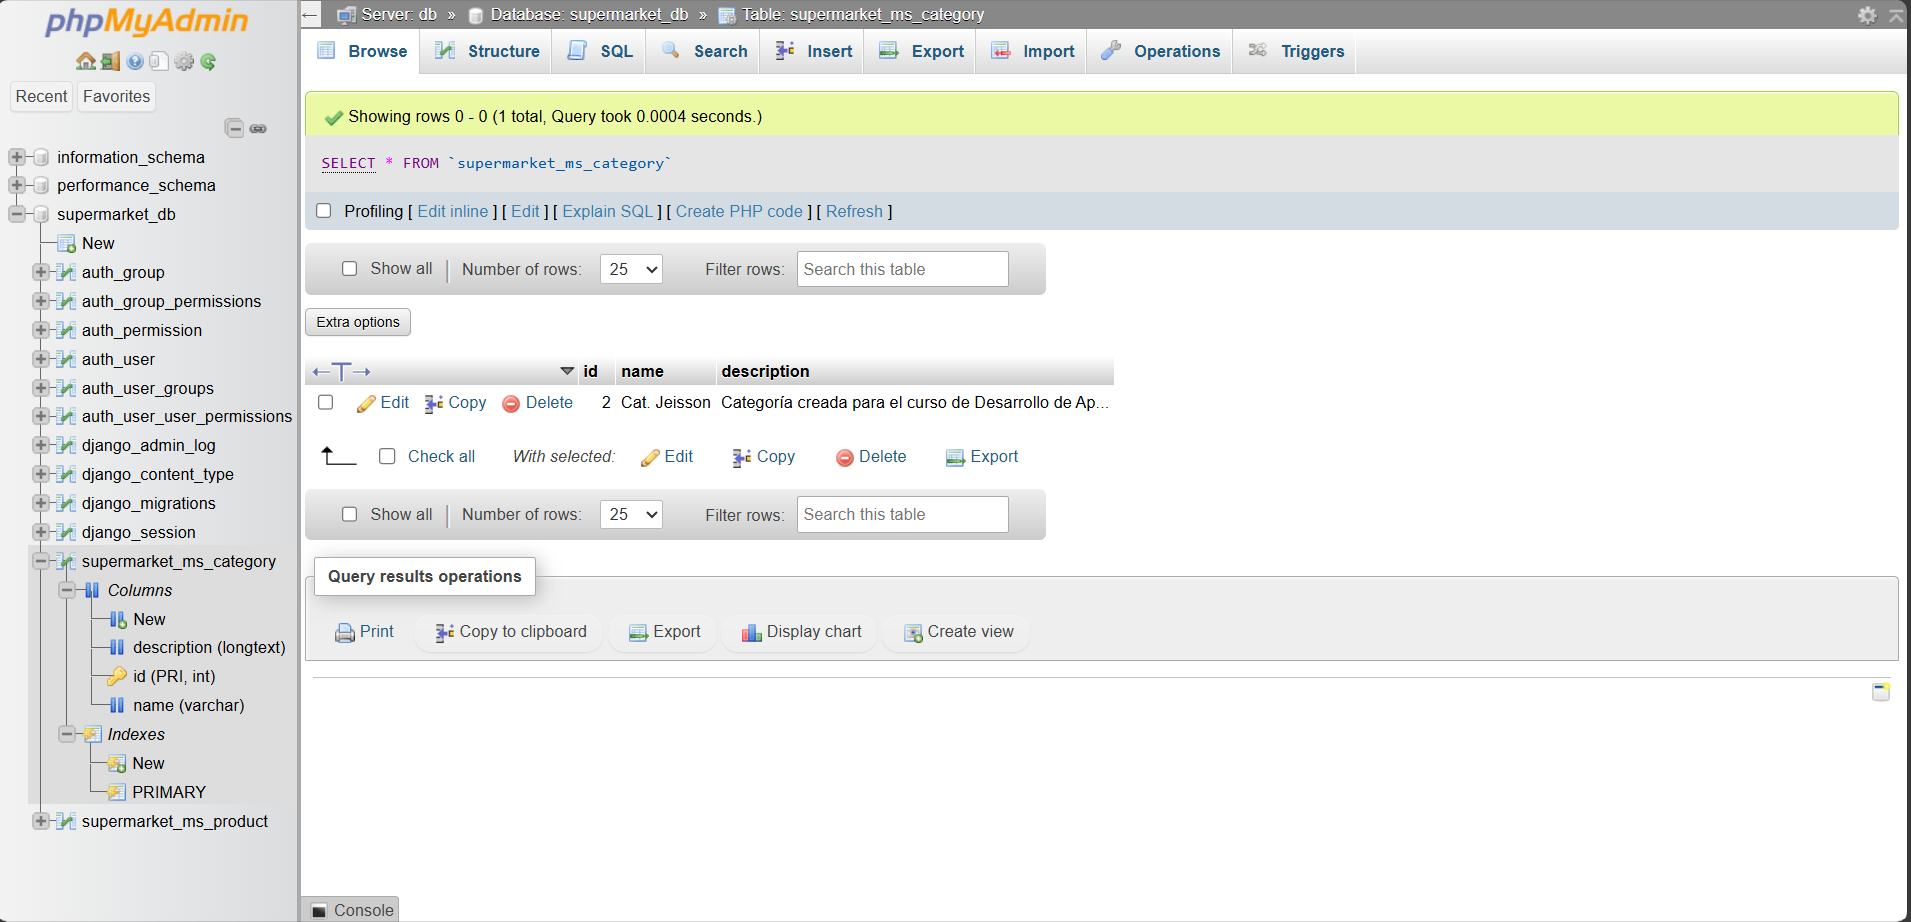 phpMyAdmin
Recent Favorites
information_schema
performance_schema
supermarket_db
New
auth_group
auth_group_permissions
auth_permission
auth_user
auth_user_groups
auth_user_user_permissions
django_admin_log
django_content_type
django_migrations
django_session
supermarket_ms_category
Columns
New
description (longtext)
id (PRI, int)
name (varchar)
Indexes
New
PRIMARY
supermarket_ms_product
Server: db » Database: supermarket_db » Table: supermarket_ms_category
Browse Structure SQL Search Insert Export Import Operations Triggers
Showing rows 0 - 0 (1 total, Query took 0.0004 seconds.)
SELECT * FROM `supermarket_ms_category`
Profiling [ Edit inline ] [ Edit ] [ Explain SQL ] [ Create PHP code ] [ Refresh ]
Show all Number of rows: 25 Filter rows: Search this table
Extra options
←T→ id name description
Edit Copy Delete 2 Cat. Jeisson Categoría creada para el curso de Desarrollo de Ap...
Check all With selected: Edit Copy Delete Export
Show all Number of rows: 25 Filter rows: Search this table
Query results operations
Print Copy to clipboard Export Display chart Create view
Console